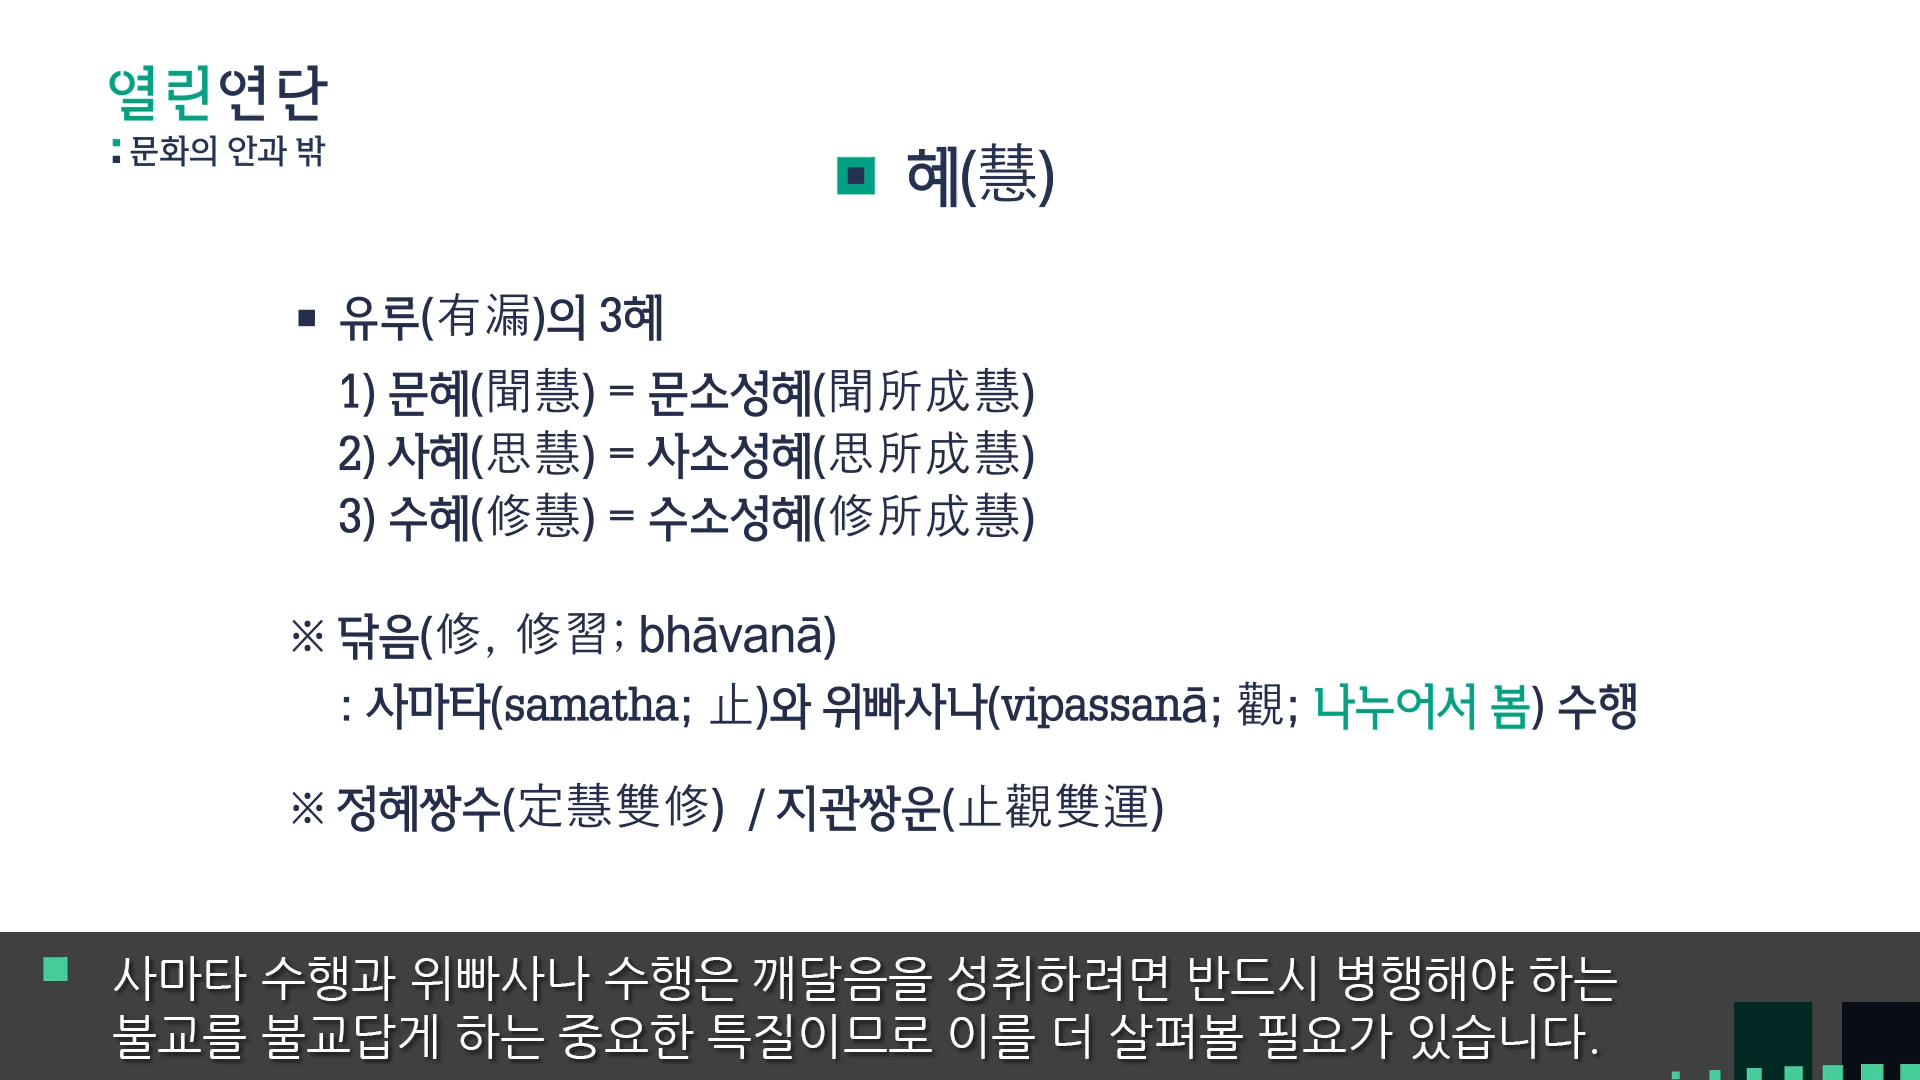 열린연단
:문화의 안과 밖
혜(慧)
유루(有漏)의 3혜
1) 문혜(聞慧) = 문소성혜(聞所成慧)
2) 사혜(思慧) = 사소성혜(思所成慧)
3) 수혜(修慧) = 수소성혜(修所成慧)
※ 닦음(修, 修習; bhāvanā)
: 사마타(samatha; 止)와 위빠사나(vipassanā; 觀; 나누어서 봄) 수행
※ 정혜쌍수(定慧雙修) / 지관쌍운(止觀雙運)
사마타 수행과 위빠사나 수행은 깨달음을 성취하려면 반드시 병행해야 하는
불교를 불교답게 하는 중요한 특질이므로 이를 더 살펴볼 필요가 있습니다.